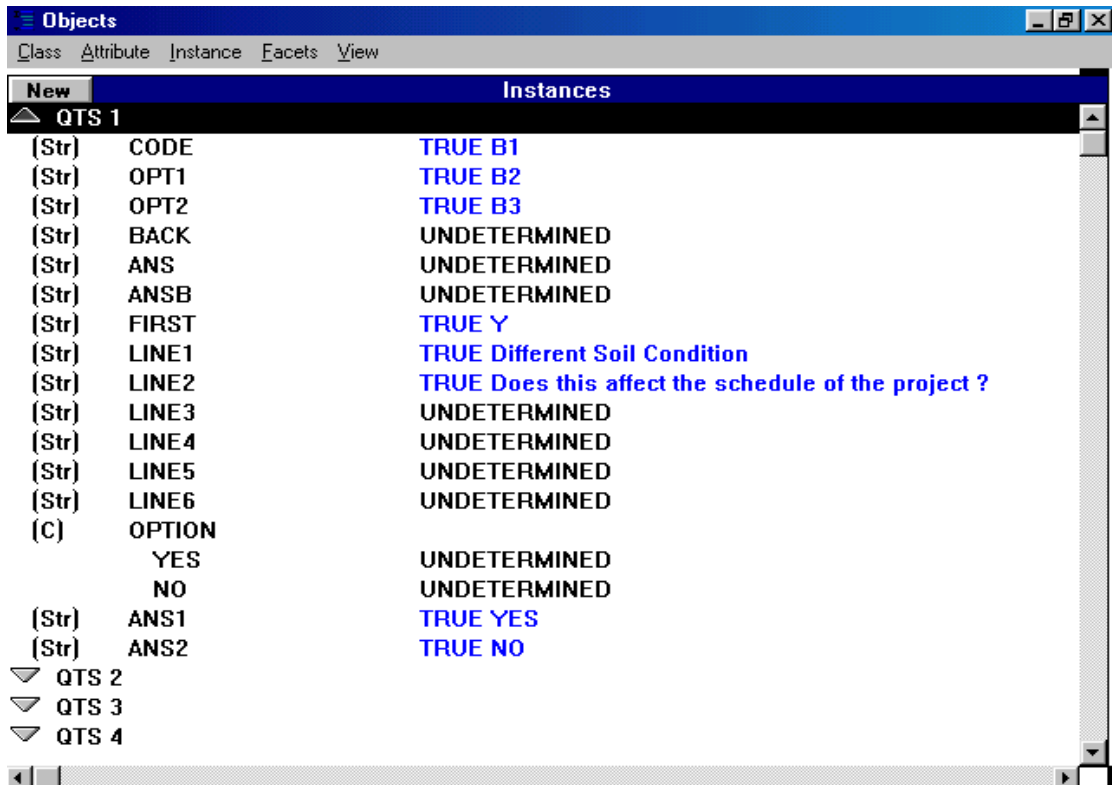 Objects
Class Attribute Instance Facets View
New Instances
QTS 1
(Str) CODE TRUE B1
(Str) OPT1 TRUE B2
(Str) OPT2 TRUE B3
(Str) BACK UNDETERMINED
(Str) ANS UNDETERMINED
(Str) ANSB UNDETERMINED
(Str) FIRST TRUE Y
(Str) LINE1 TRUE Different Soil Condition
(Str) LINE2 TRUE Does this affect the schedule of the project ?
(Str) LINE3 UNDETERMINED
(Str) LINE4 UNDETERMINED
(Str) LINE5 UNDETERMINED
(Str) LINE6 UNDETERMINED
(C) OPTION
YES UNDETERMINED
NO UNDETERMINED
(Str) ANS1 TRUE YES
(Str) ANS2 TRUE NO
QTS 2
QTS 3
QTS 4